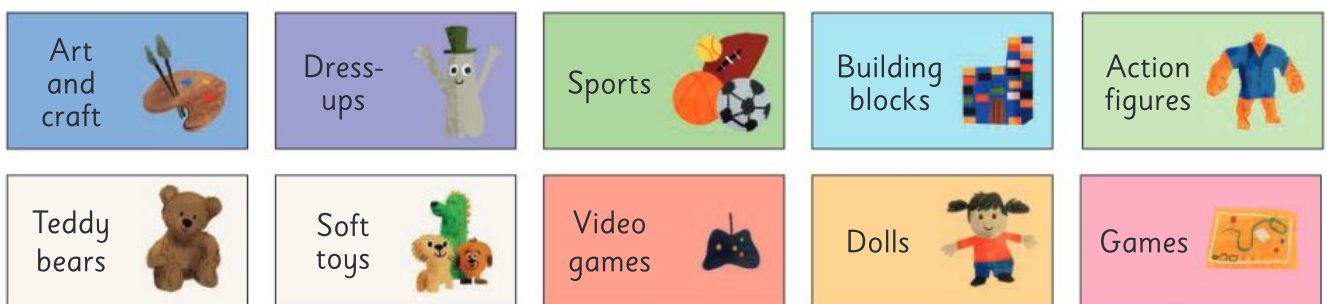 Art
and
craft
Dress-
ups
Sports
Building
blocks
Action
figures
Teddy
bears
Soft
toys
Video
games
Dolls
Games